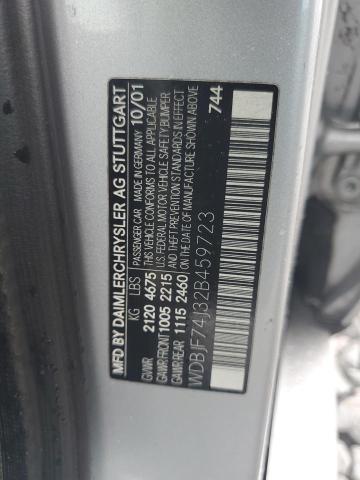 MFD BY DAIMLERCHRYSLER AG STUTTGART
KG LBS PASSENGER CAR MADE IN GERMANY 10/01
GVWR 2120 4675 THIS VEHICLE CONFORMS TO ALL APPLICABLE
GAWR FRONT 1005 2215 U.S. FEDERAL MOTOR VEHICLE SAFETY, BUMPER
GAWR REAR 1115 2460 AND THEFT PREVENTION STANDARDS IN EFFECT
ON THE DATE OF MANUFACTURE SHOWN ABOVE
WDBJF74J32B459723 744